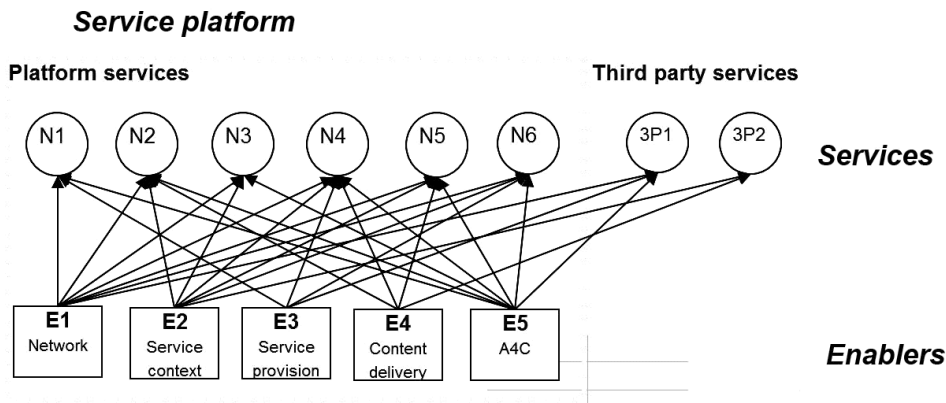 Service platform
Platform services
Third party services
N1
N2
N3
N4
N5
N6
3P1
3P2
Services
E1
Network
E2
Service
context
E3
Service
provision
E4
Content
delivery
E5
A4C
Enablers